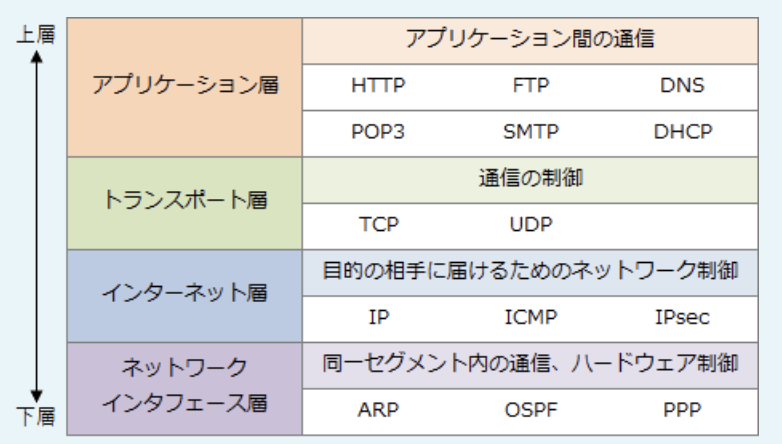 上層
アプリケーション間の通信
アプリケーション層
HTTP FTP DNS
POP3 SMTP DHCP
通信の制御
トランスポート層
TCP UDP
目的の相手に届けるためのネットワーク制御
インターネット層
IP ICMP IPsec
同一セグメント内の通信、ハードウェア制御
ネットワーク
インタフェース層
ARP OSPF PPP
下層